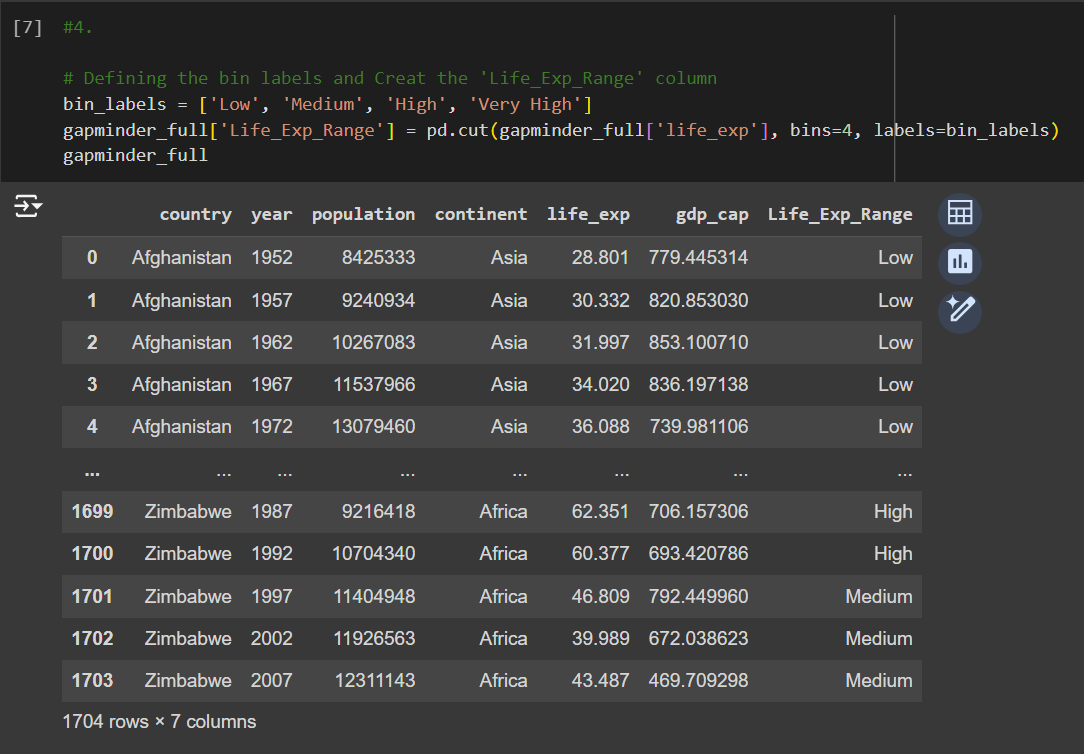 [7] #4.
# Defining the bin labels and Creat the 'Life_Exp_Range' column
bin_labels = ['Low', 'Medium', 'High', 'Very High']
gapminder_full['Life_Exp_Range'] = pd.cut(gapminder_full['life_exp'], bins=4, labels=bin_labels)
gapminder_full
country year population continent life_exp gdp_cap Life_Exp_Range
0 Afghanistan 1952 8425333 Asia 28.801 779.445314 Low
1 Afghanistan 1957 9240934 Asia 30.332 820.853030 Low
2 Afghanistan 1962 10267083 Asia 31.997 853.100710 Low
3 Afghanistan 1967 11537966 Asia 34.020 836.197138 Low
4 Afghanistan 1972 13079460 Asia 36.088 739.981106 Low
... ... ... ... ... ... ... ...
1699 Zimbabwe 1987 9216418 Africa 62.351 706.157306 High
1700 Zimbabwe 1992 10704340 Africa 60.377 693.420786 High
1701 Zimbabwe 1997 11404948 Africa 46.809 792.449960 Medium
1702 Zimbabwe 2002 11926563 Africa 39.989 672.038623 Medium
1703 Zimbabwe 2007 12311143 Africa 43.487 469.709298 Medium
1704 rows × 7 columns